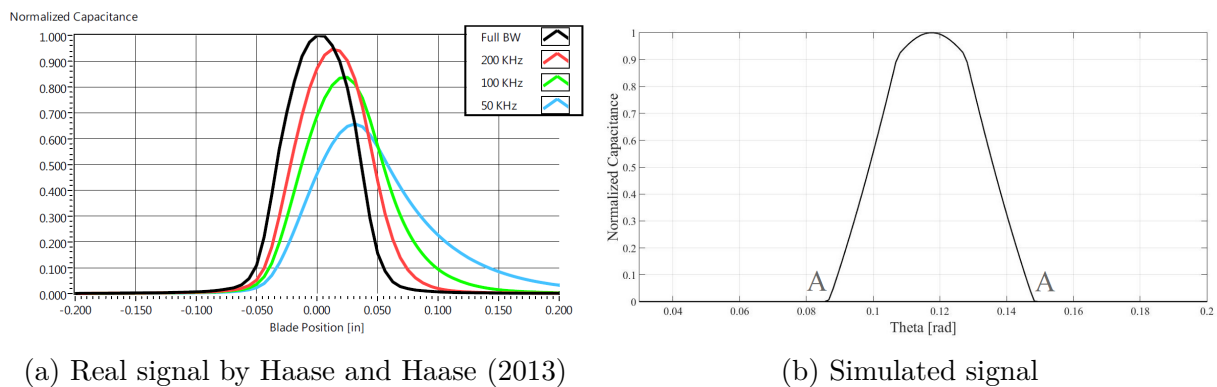 Normalized Capacitance
Full BW
200 KHz
100 KHz
50 KHz
1.000
0.900
0.800
0.700
0.600
0.500
0.400
0.300
0.200
0.100
0.000
-0.200 -0.150 -0.100 -0.050 0.000 0.050 0.100 0.150 0.200
Blade Position [in]
(a) Real signal by Haase and Haase (2013)
Normalized Capacitance
1
0.9
0.8
0.7
0.6
0.5
0.4
0.3
0.2
0.1
0
A A
0.04 0.06 0.08 0.1 0.12 0.14 0.16 0.18 0.2
Theta [rad]
(b) Simulated signal